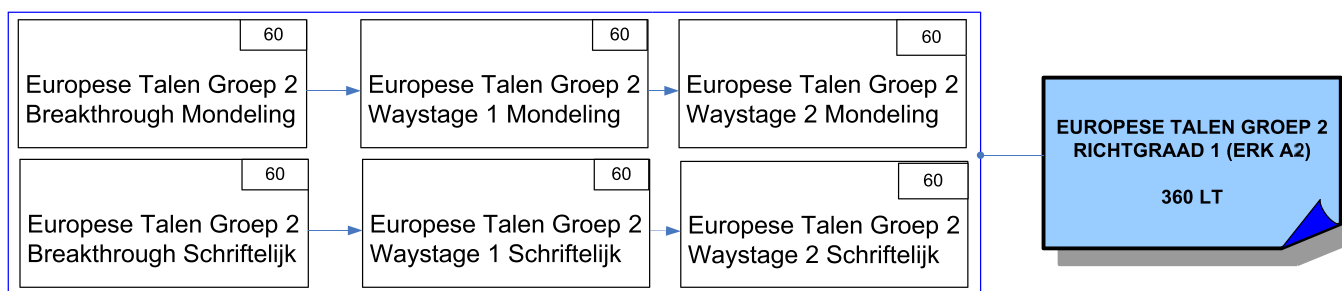 60
Europese Talen Groep 2
Breakthrough Mondeling
60
Europese Talen Groep 2
Waystage 1 Mondeling
60
Europese Talen Groep 2
Waystage 2 Mondeling
60
Europese Talen Groep 2
Breakthrough Schriftelijk
60
Europese Talen Groep 2
Waystage 1 Schriftelijk
60
Europese Talen Groep 2
Waystage 2 Schriftelijk
EUROPESE TALEN GROEP 2
RICHTGRAAD 1 (ERK A2)
360 LT